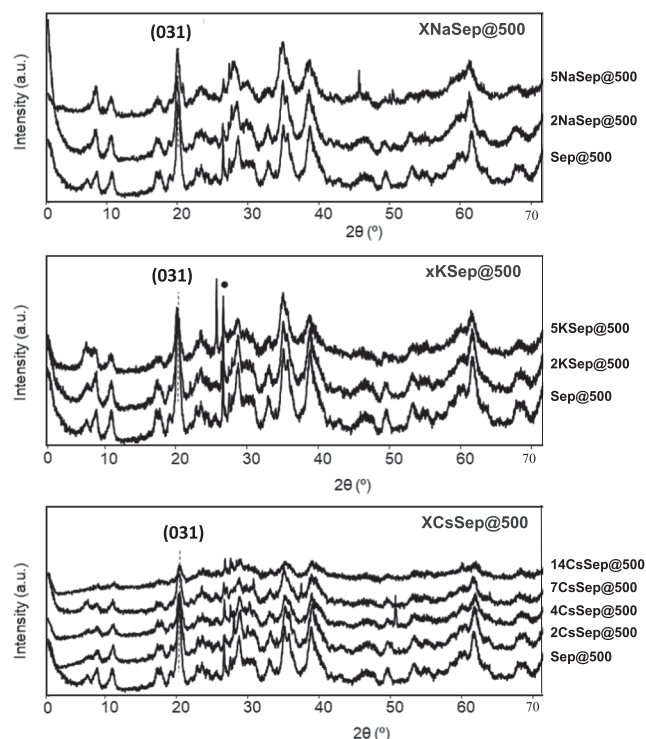 XNaSep@500
(031)
Intensity (a.u.)
5NaSep@500
2NaSep@500
Sep@500
0 10 20 30 40 50 60 70
2θ (º)
xKSep@500
(031)
Intensity (a.u.)
5KSep@500
2KSep@500
Sep@500
0 10 20 30 40 50 60 70
2θ (º)
XCsSep@500
(031)
Intensity (a.u.)
14CsSep@500
7CsSep@500
4CsSep@500
2CsSep@500
Sep@500
0 10 20 30 40 50 60 70
2θ (º)